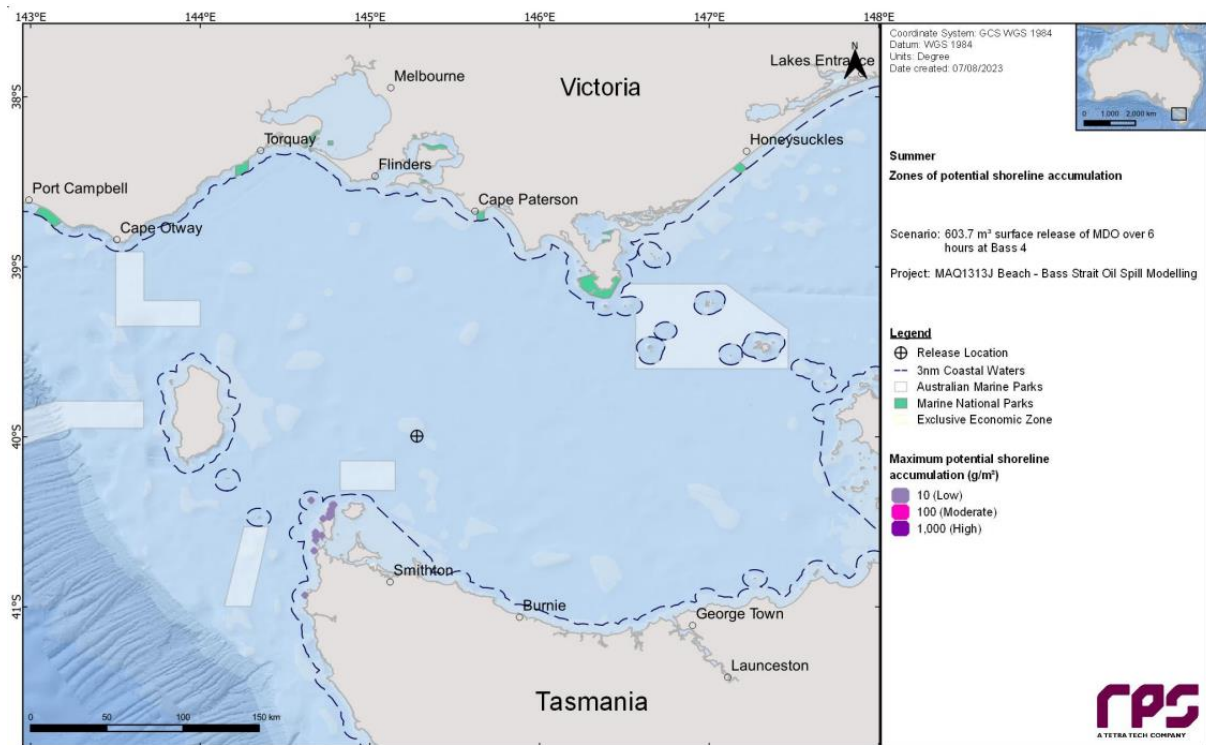 143°E
144°E
145°E
146°E
147°E
148°E
38°S
39°S
40°S
41°S
Melbourne
Victoria
Lakes Entrance
N
Torquay
Honeysuckles
Flinders
Port Campbell
Cape Paterson
Cape Otway
Smithton
Burnie
George Town
Launceston
Tasmania
0 50 100 150 km
Coordinate System: GCS WGS 1984
Datum: WGS 1984
Units: Degree
Date created: 07/08/2023
0 1,000 2,000 km
Summer
Zones of potential shoreline accumulation
Scenario: 603.7 m³ surface release of MDO over 6
hours at Bass 4
Project: MAQ1313J Beach - Bass Strait Oil Spill Modelling
Legend
Release Location
3nm Coastal Waters
Australian Marine Parks
Marine National Parks
Exclusive Economic Zone
Maximum potential shoreline
accumulation (g/m²)
10 (Low)
100 (Moderate)
1,000 (High)
rps
A TETRA TECH COMPANY